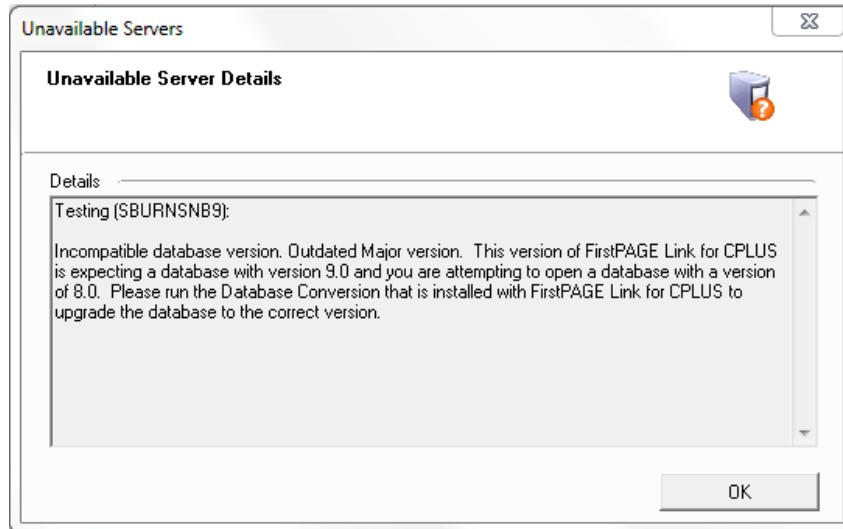 Unavailable Servers
Unavailable Server Details
?
Details
Testing (SBURNSNB9):
Incompatible database version. Outdated Major version.  This version of FirstPAGE Link for CPLUS
is expecting a database with version 9.0 and you are attempting to open a database with a version
of 8.0.  Please run the Database Conversion that is installed with FirstPAGE Link for CPLUS to
upgrade the database to the correct version.
OK